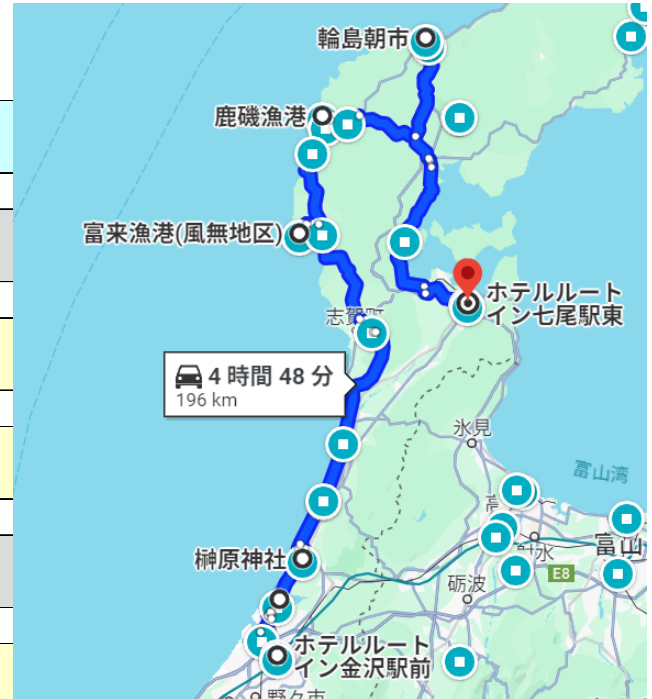 輪島朝市
鹿磯漁港
富来漁港(風無地区)
ホテルルート
イン七尾駅東
志賀町
4 時間 48 分
196 km
氷見
富山湾
榊原神社
富山
E8
砺波
ホテルルート
イン金沢駅前
野々市